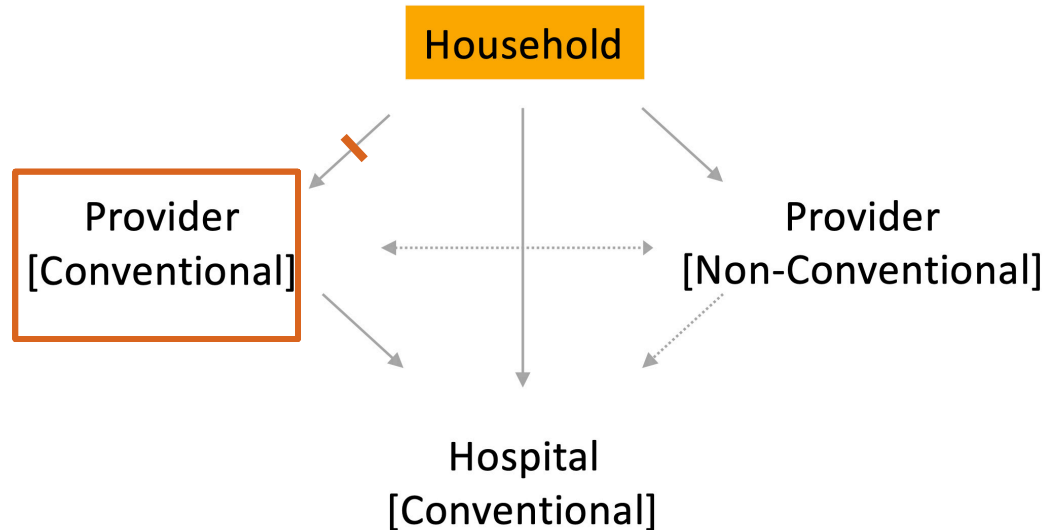 Household
Provider
[Conventional]
Provider
[Non-Conventional]
Hospital
[Conventional]